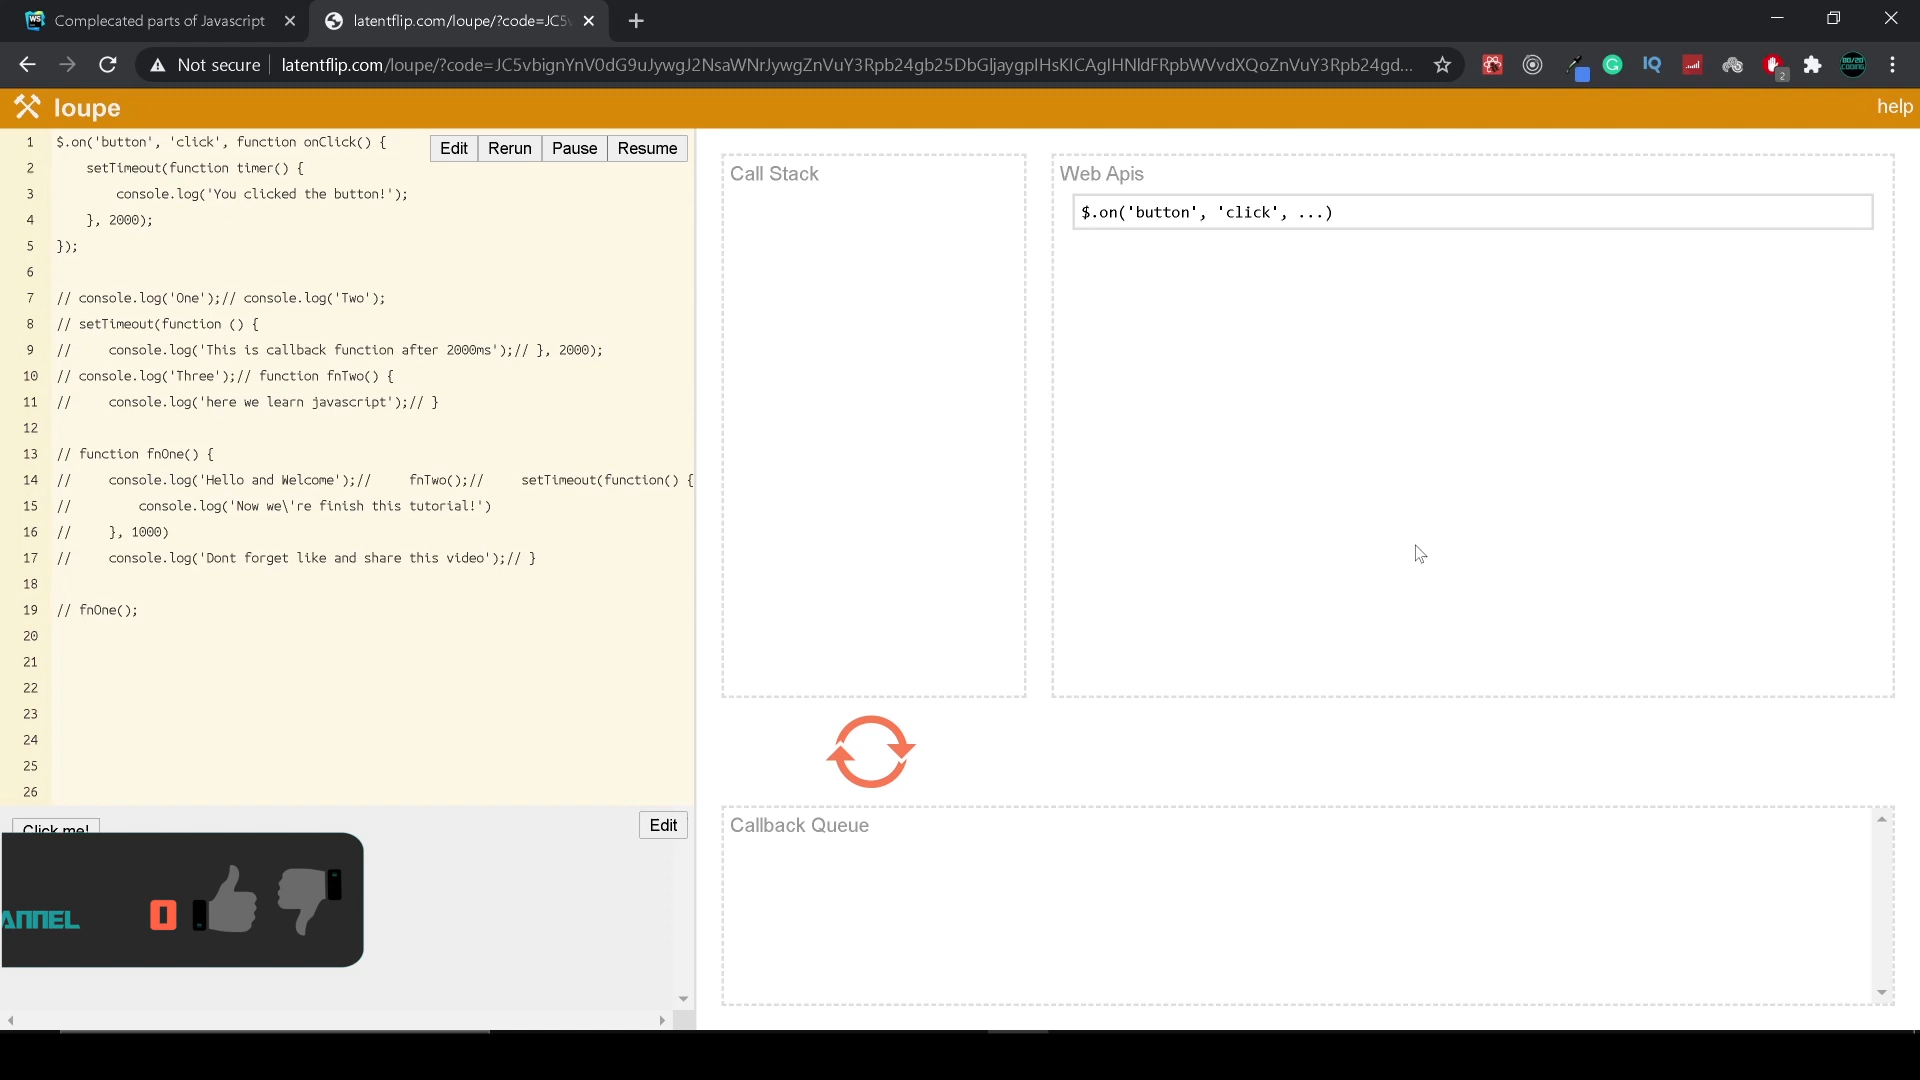 Complecated parts of Javascript
latentflip.com/loupe/?code=JC5
Not secure
latentflip.com/loupe/?code=JC5vbignYnV0dG9uJywgJ2NsaWNrJywgZnVuY3Rpb24gb25DbGljaygpIHsKICAgIHNldFRpbWVvdXQoZnVuY3Rpb24gd...
IQ
2
loupe
help
Edit Rerun Pause Resume
1 $.on('button', 'click', function onClick() {
2 setTimeout(function timer() {
3 console.log('You clicked the button!');
4 }, 2000);
5 });
6
7 // console.log('One');// console.log('Two');
8 // setTimeout(function () {
9 // console.log('This is callback function after 2000ms');// }, 2000);
10 // console.log('Three');// function fnTwo() {
11 // console.log('here we learn javascript');// }
12
13 // function fnOne() {
14 // console.log('Hello and Welcome');// fnTwo();// setTimeout(function() {
15 // console.log('Now we\'re finish this tutorial!')
16 // }, 1000)
17 // console.log('Dont forget like and share this video');// }
18
19 // fnOne();
20
21
22
23
24
25
26
Click me!
Edit
ANNEL
0
Call Stack
Web Apis
$.on('button', 'click', ...)
Callback Queue